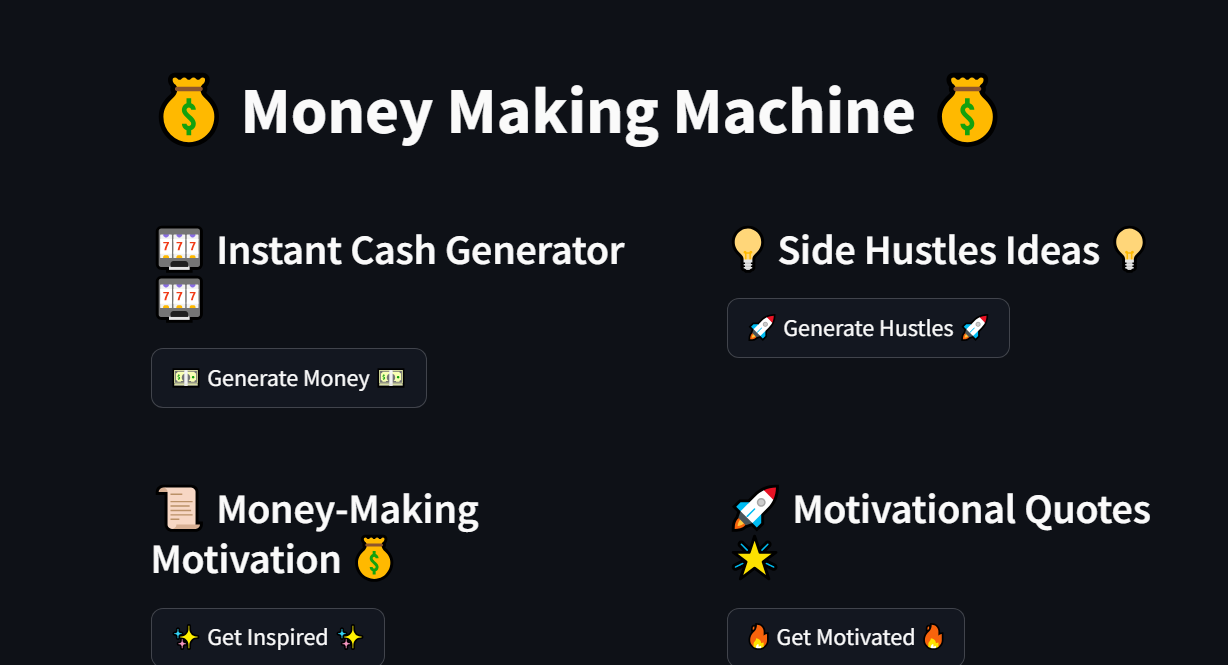 💰 Money Making Machine 💰
🎰 Instant Cash Generator
🎰
💵 Generate Money 💵
💡 Side Hustles Ideas 💡
🚀 Generate Hustles 🚀
📜 Money-Making
Motivation 💰
✨ Get Inspired ✨
🚀 Motivational Quotes
🌟
🔥 Get Motivated 🔥